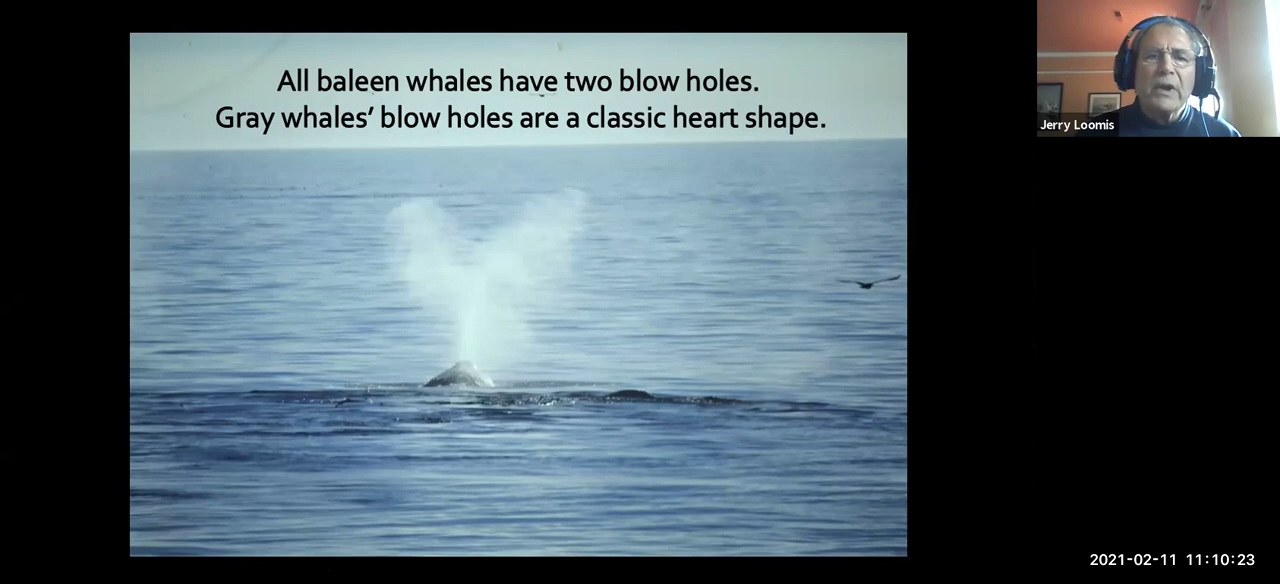 All baleen whales have two blow holes.
Gray whales’ blow holes are a classic heart shape.
Jerry Loomis
2021-02-11 11:10:23